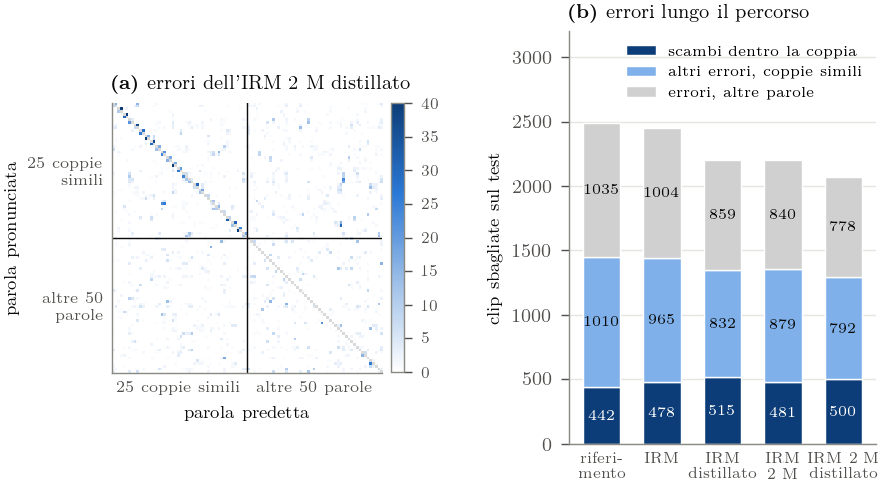 (a) errori dell'IRM 2 M distillato
parola pronunciata
25 coppie
simili
altre 50
parole
25 coppie simili
altre 50 parole
parola predetta
40
35
30
25
20
15
10
5
0
(b) errori lungo il percorso
clip sbagliate sul test
3000
2500
2000
1500
1000
500
0
scambi dentro la coppia
altri errori, coppie simili
errori, altre parole
1035
1004
859
840
778
1010
965
832
879
792
442
478
515
481
500
riferi-
mento
IRM
IRM
distillato
IRM
2 M
IRM 2 M
distillato